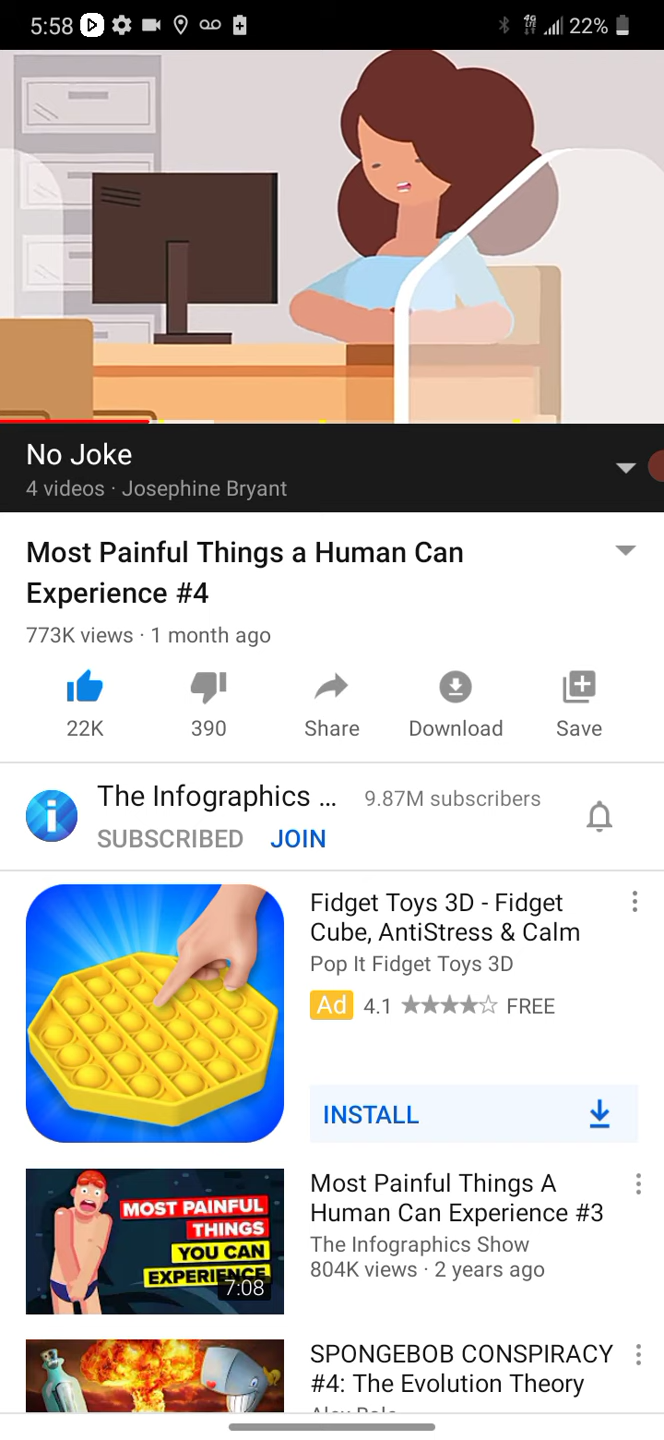 5:58
4G
LTE
22%
No Joke
4 videos · Josephine Bryant
Most Painful Things a Human Can
Experience #4
773K views · 1 month ago
22K
390
Share
Download
Save
The Infographics ...
9.87M subscribers
SUBSCRIBED
JOIN
Fidget Toys 3D - Fidget
Cube, AntiStress & Calm
Pop It Fidget Toys 3D
Ad 4.1 FREE
INSTALL
MOST PAINFUL
THINGS
YOU CAN
EXPERIENCE
7:08
Most Painful Things A
Human Can Experience #3
The Infographics Show
804K views · 2 years ago
SPONGEBOB CONSPIRACY
#4: The Evolution Theory